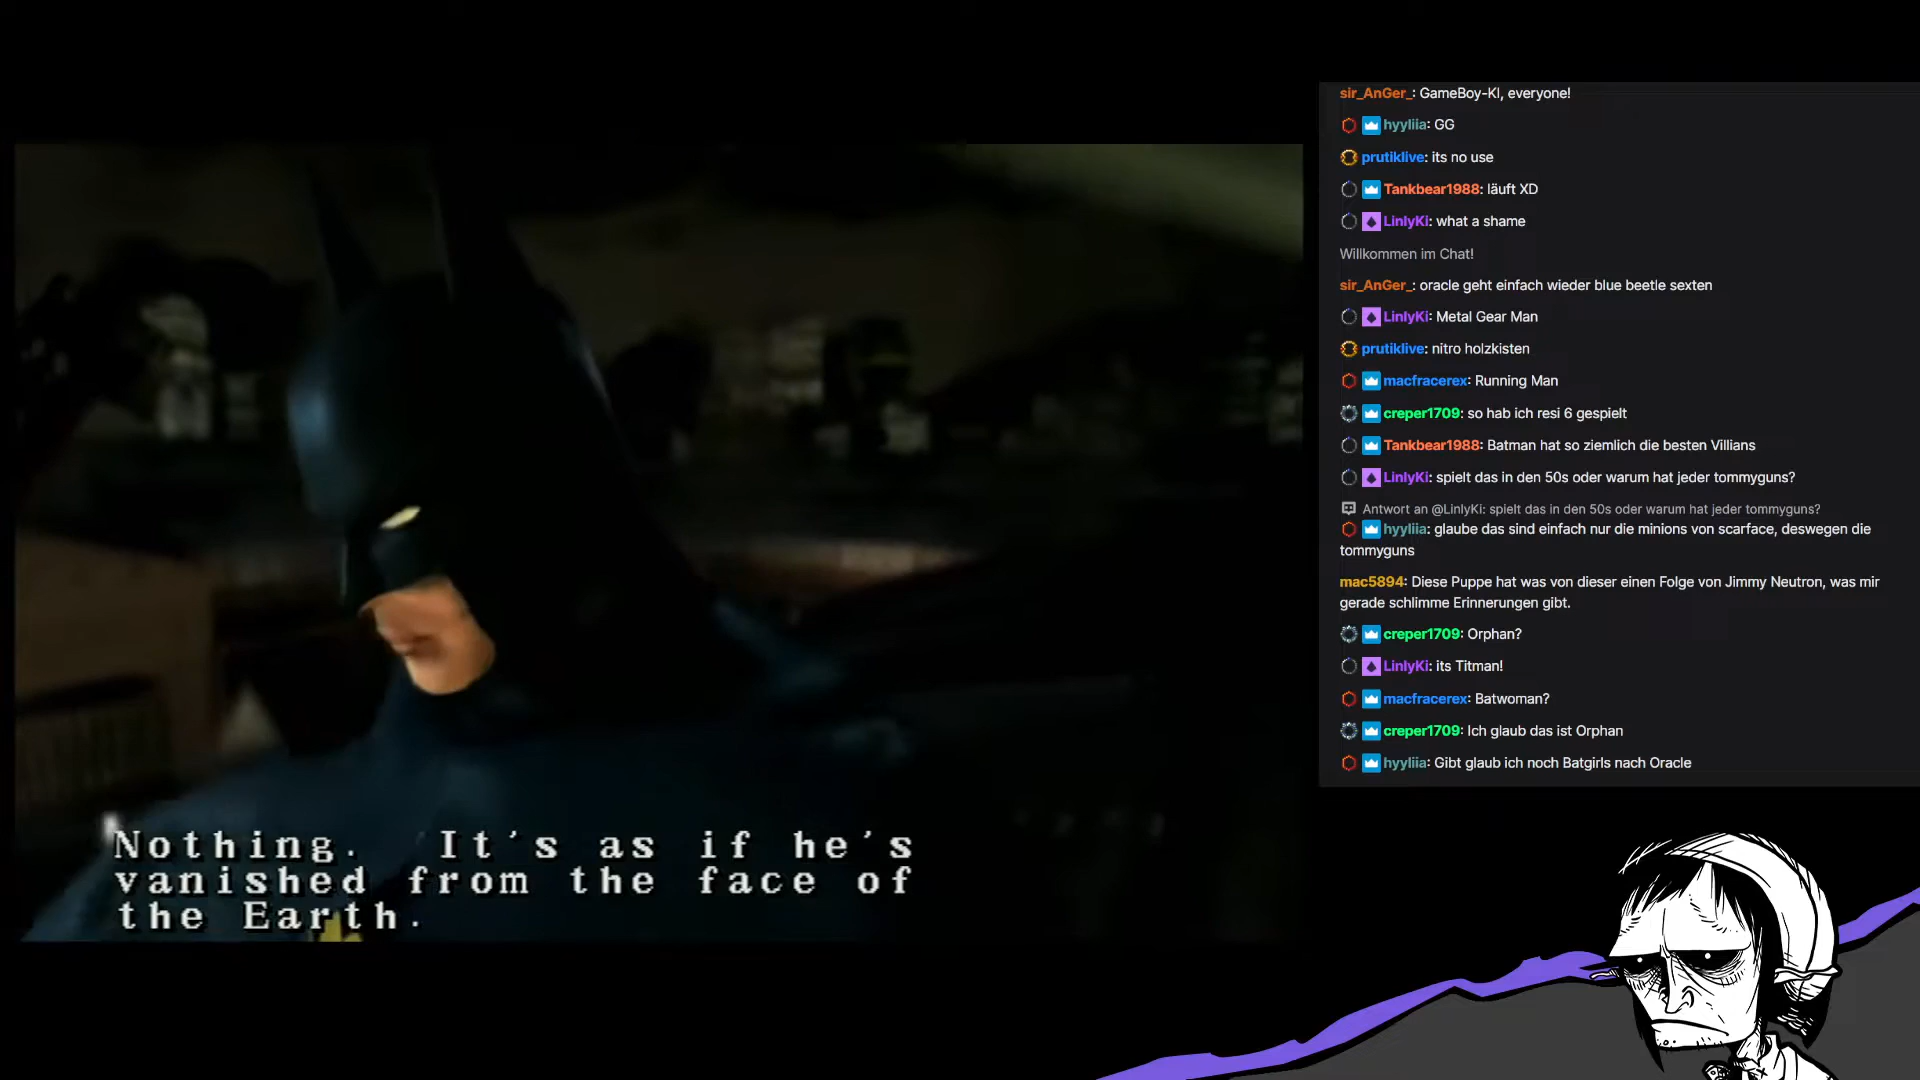 Nothing. It's as if he's
vanished from the face of
the Earth.
sir_AnGer_: GameBoy-KI, everyone!
hyyliia: GG
prutiklive: its no use
Tankbear1988: läuft XD
LinlyKi: what a shame
Willkommen im Chat!
sir_AnGer_: oracle geht einfach wieder blue beetle sexten
LinlyKi: Metal Gear Man
prutiklive: nitro holzkisten
macfracerex: Running Man
creper1709: so hab ich resi 6 gespielt
Tankbear1988: Batman hat so ziemlich die besten Villians
LinlyKi: spielt das in den 50s oder warum hat jeder tommyguns?
Antwort an @LinlyKi: spielt das in den 50s oder warum hat jeder tommyguns?
hyyliia: glaube das sind einfach nur die minions von scarface, deswegen die
tommyguns
mac5894: Diese Puppe hat was von dieser einen Folge von Jimmy Neutron, was mir
gerade schlimme Erinnerungen gibt.
creper1709: Orphan?
LinlyKi: its Titman!
macfracerex: Batwoman?
creper1709: Ich glaub das ist Orphan
hyyliia: Gibt glaub ich noch Batgirls nach Oracle